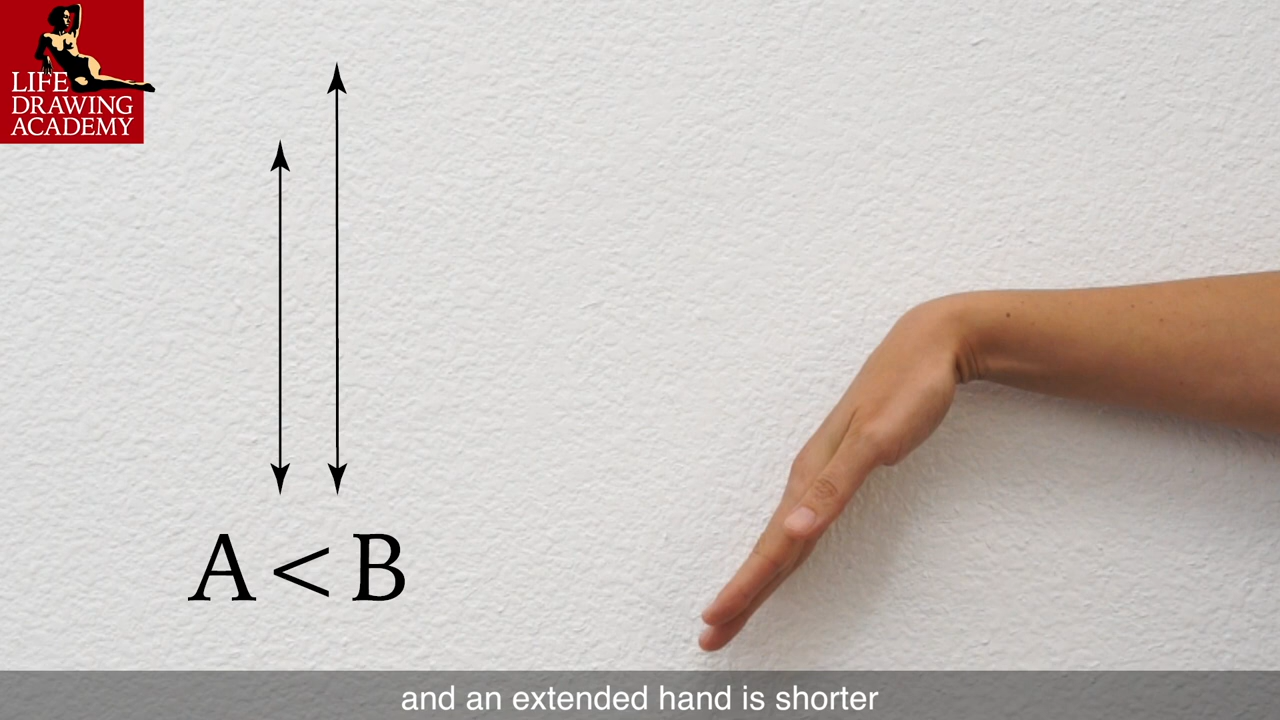 LIFE
DRAWING
ACADEMY
A < B
and an extended hand is shorter